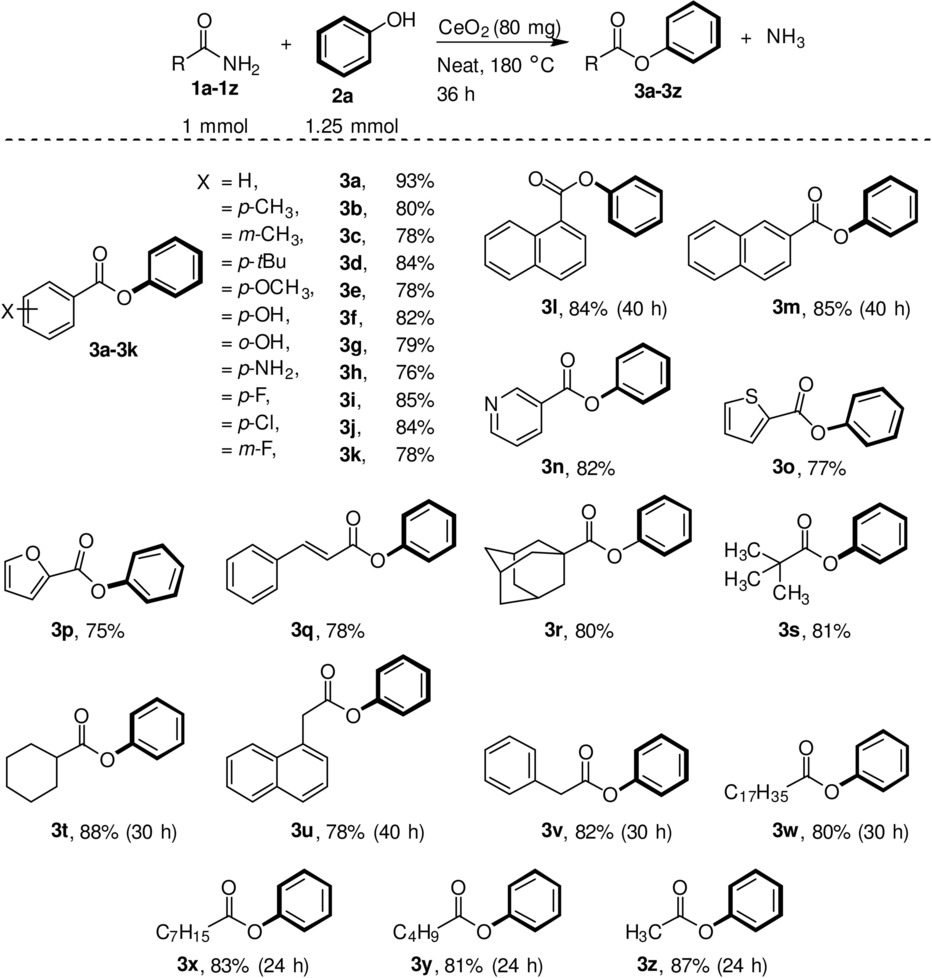 O OH CeO2 (80 mg) O
R NH2 + Neat, 180 °C R O + NH3
1a-1z 2a 36 h 3a-3z
1 mmol 1.25 mmol
X = H, 3a, 93%
= p-CH3, 3b, 80%
= m-CH3, 3c, 78%
= p-tBu 3d, 84%
= p-OCH3, 3e, 78%
= p-OH, 3f, 82%
= o-OH, 3g, 79%
= p-NH2, 3h, 76%
= p-F, 3i, 85%
= p-Cl, 3j, 84%
= m-F, 3k, 78%
O
X O
3a-3k
O O
3l, 84% (40 h)
O
O
3m, 85% (40 h)
O
N O
3n, 82%
S O
O
3o, 77%
O O
O
3p, 75%
O
O
3q, 78%
O
O
3r, 80%
O
H3C O
H3C CH3
3s, 81%
O
O
3t, 88% (30 h)
O
O
3u, 78% (40 h)
O
O
3v, 82% (30 h)
O
C17H35 O
3w, 80% (30 h)
O
C7H15 O
3x, 83% (24 h)
O
C4H9 O
3y, 81% (24 h)
O
H3C O
3z, 87% (24 h)